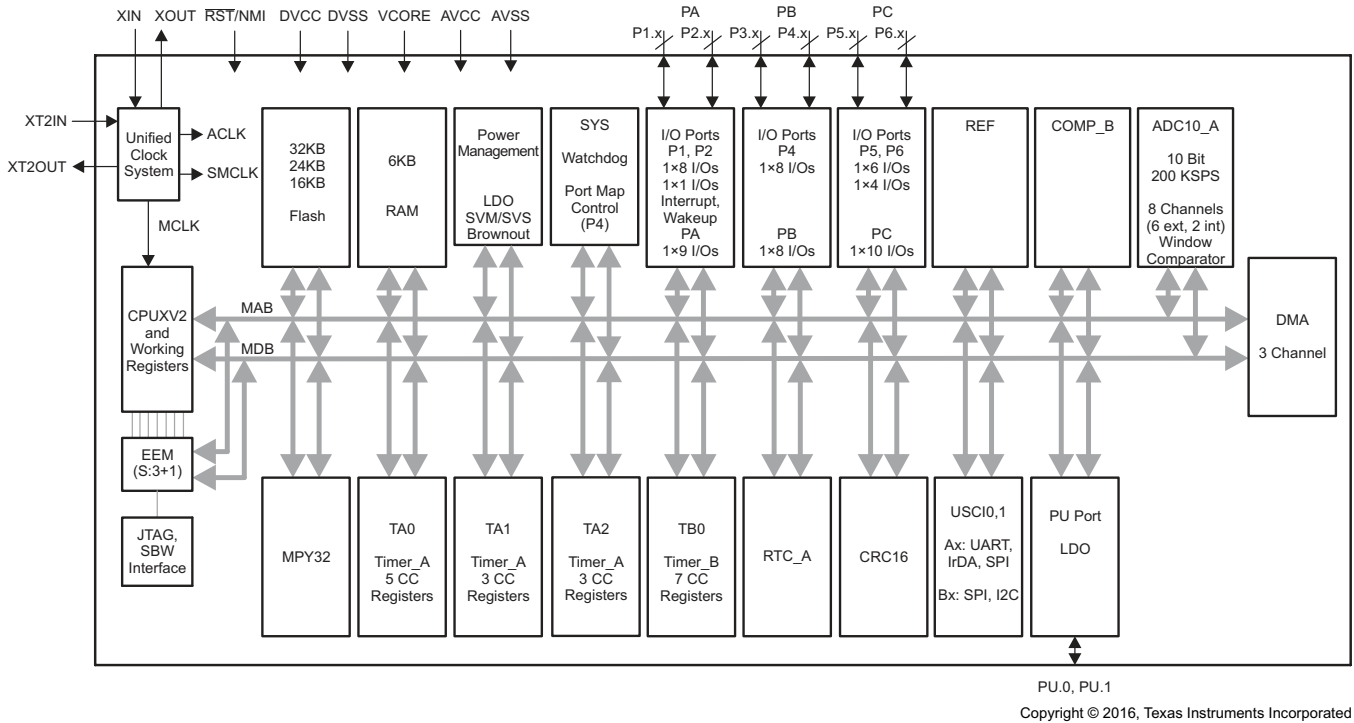 XIN XOUT RST/NMI DVCC DVSS VCORE AVCC AVSS
PA PB PC
P1.x P2.x P3.x P4.x P5.x P6.x
XT2IN
XT2OUT
Unified
Clock
System
ACLK
SMCLK
MCLK
32KB
24KB
16KB
Flash
6KB
RAM
Power
Management
LDO
SVM/SVS
Brownout
SYS
Watchdog
Port Map
Control
(P4)
I/O Ports
P1, P2
1×8 I/Os
1×1 I/Os
Interrupt,
Wakeup
PA
1×9 I/Os
I/O Ports
P4
1×8 I/Os
PB
1×8 I/Os
I/O Ports
P5, P6
1×6 I/Os
1×4 I/Os
PC
1×10 I/Os
REF
COMP_B
ADC10_A
10 Bit
200 KSPS
8 Channels
(6 ext, 2 int)
Window
Comparator
CPUXV2
and
Working
Registers
MAB
MDB
DMA
3 Channel
EEM
(S:3+1)
JTAG,
SBW
Interface
MPY32
TA0
Timer_A
5 CC
Registers
TA1
Timer_A
3 CC
Registers
TA2
Timer_A
3 CC
Registers
TB0
Timer_B
7 CC
Registers
RTC_A
CRC16
USCI0,1
Ax: UART,
IrDA, SPI
Bx: SPI, I2C
PU Port
LDO
PU.0, PU.1
Copyright © 2016, Texas Instruments Incorporated